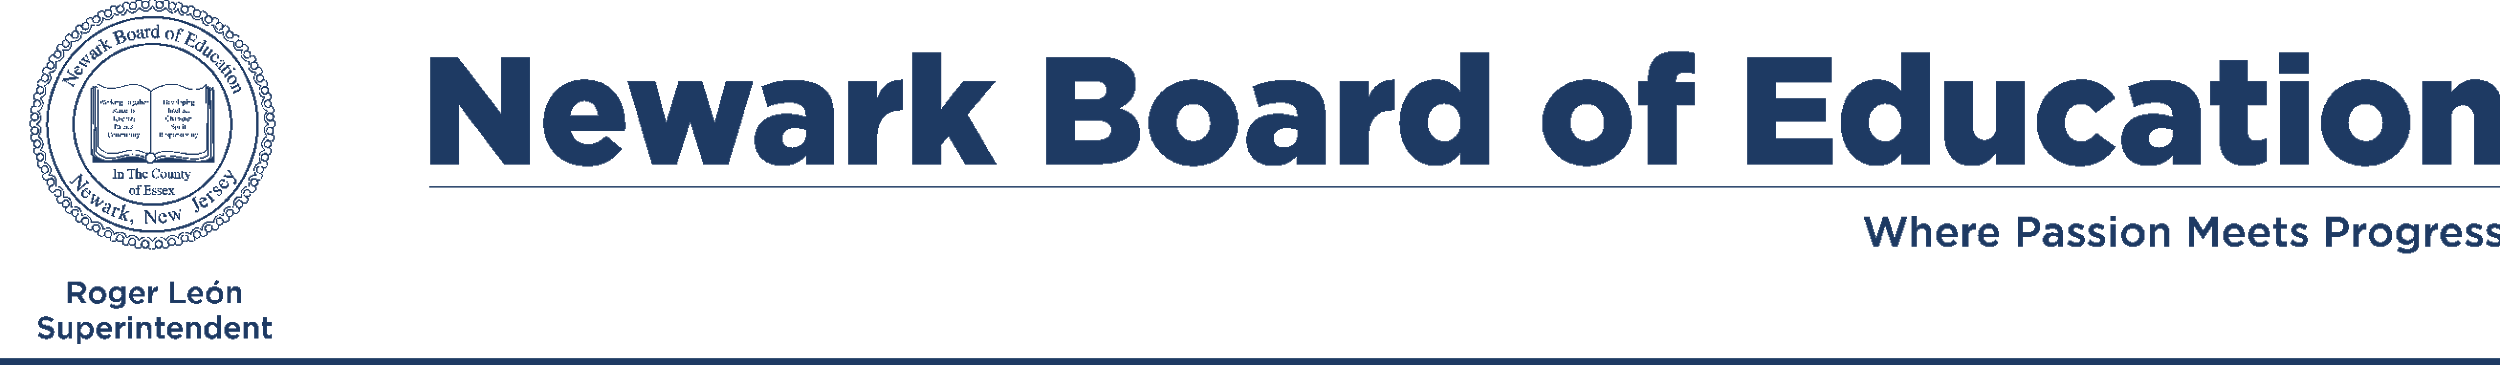 Newark Board of Education
In The County
of Essex
Newark, New Jersey
Roger León
Superintendent
Newark Board of Education
Where Passion Meets Progress